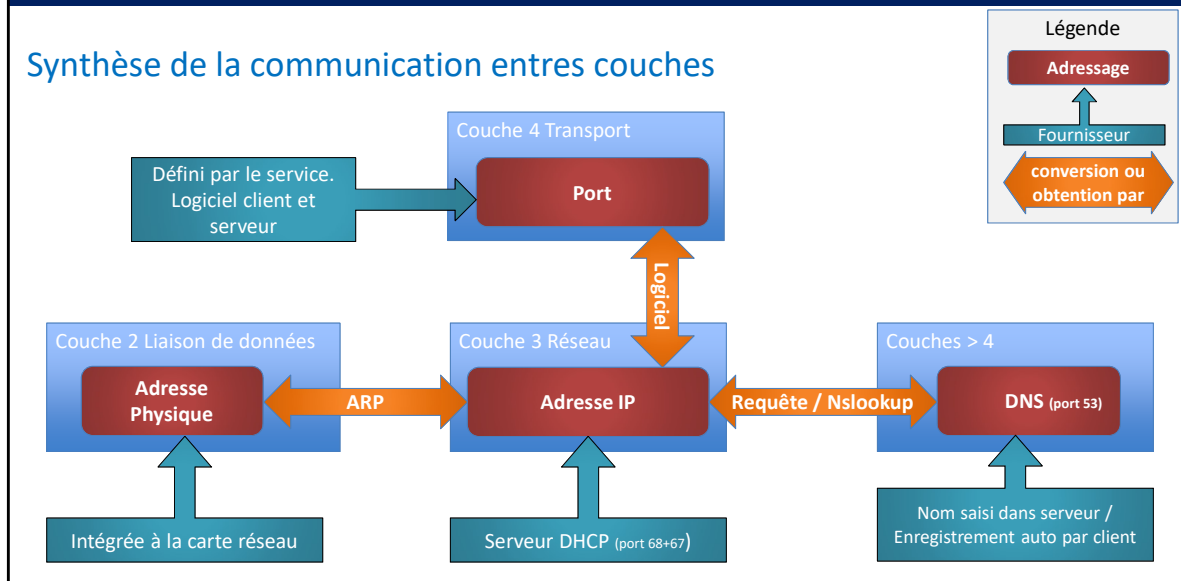 Synthèse de la communication entres couches
Légende
Adressage
Fournisseur
conversion ou
obtention par
Couche 4 Transport
Port
Défini par le service.
Logiciel client et
serveur
Logiciel
Couche 2 Liaison de données
Adresse
Physique
ARP
Couche 3 Réseau
Adresse IP
Requête / Nslookup
Couches > 4
DNS (port 53)
Intégrée à la carte réseau
Serveur DHCP (port 68+67)
Nom saisi dans serveur /
Enregistrement auto par client